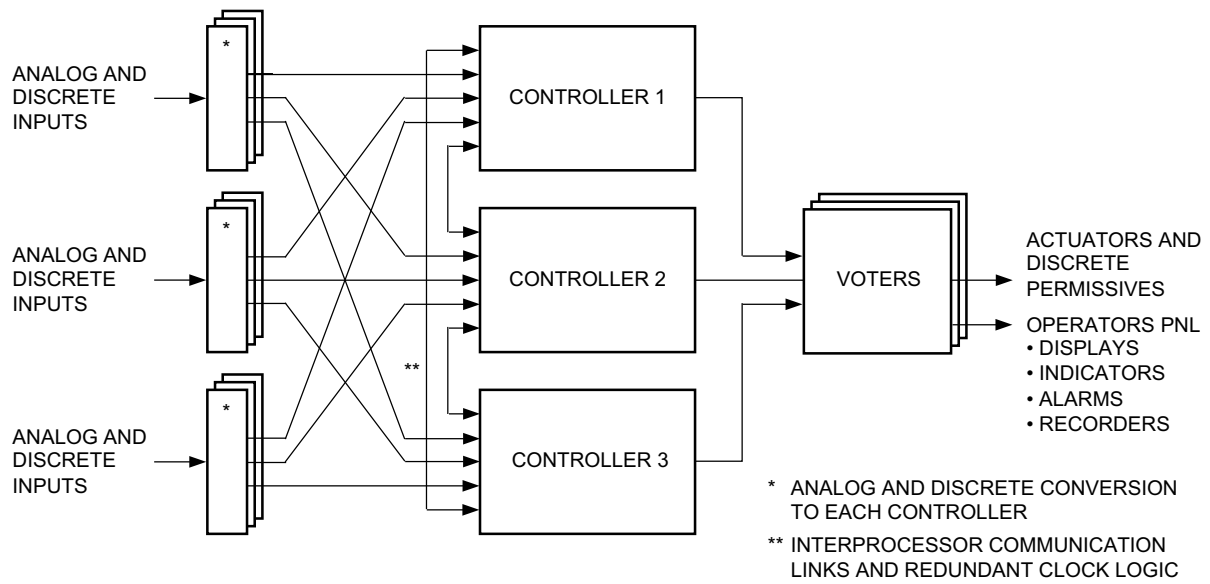 *
ANALOG AND
DISCRETE
INPUTS
CONTROLLER 1
*
ANALOG AND
DISCRETE
INPUTS
CONTROLLER 2
VOTERS
ACTUATORS AND
DISCRETE
PERMISSIVES
OPERATORS PNL
• DISPLAYS
• INDICATORS
• ALARMS
• RECORDERS
**
*
ANALOG AND
DISCRETE
INPUTS
CONTROLLER 3
* ANALOG AND DISCRETE CONVERSION
TO EACH CONTROLLER
** INTERPROCESSOR COMMUNICATION
LINKS AND REDUNDANT CLOCK LOGIC